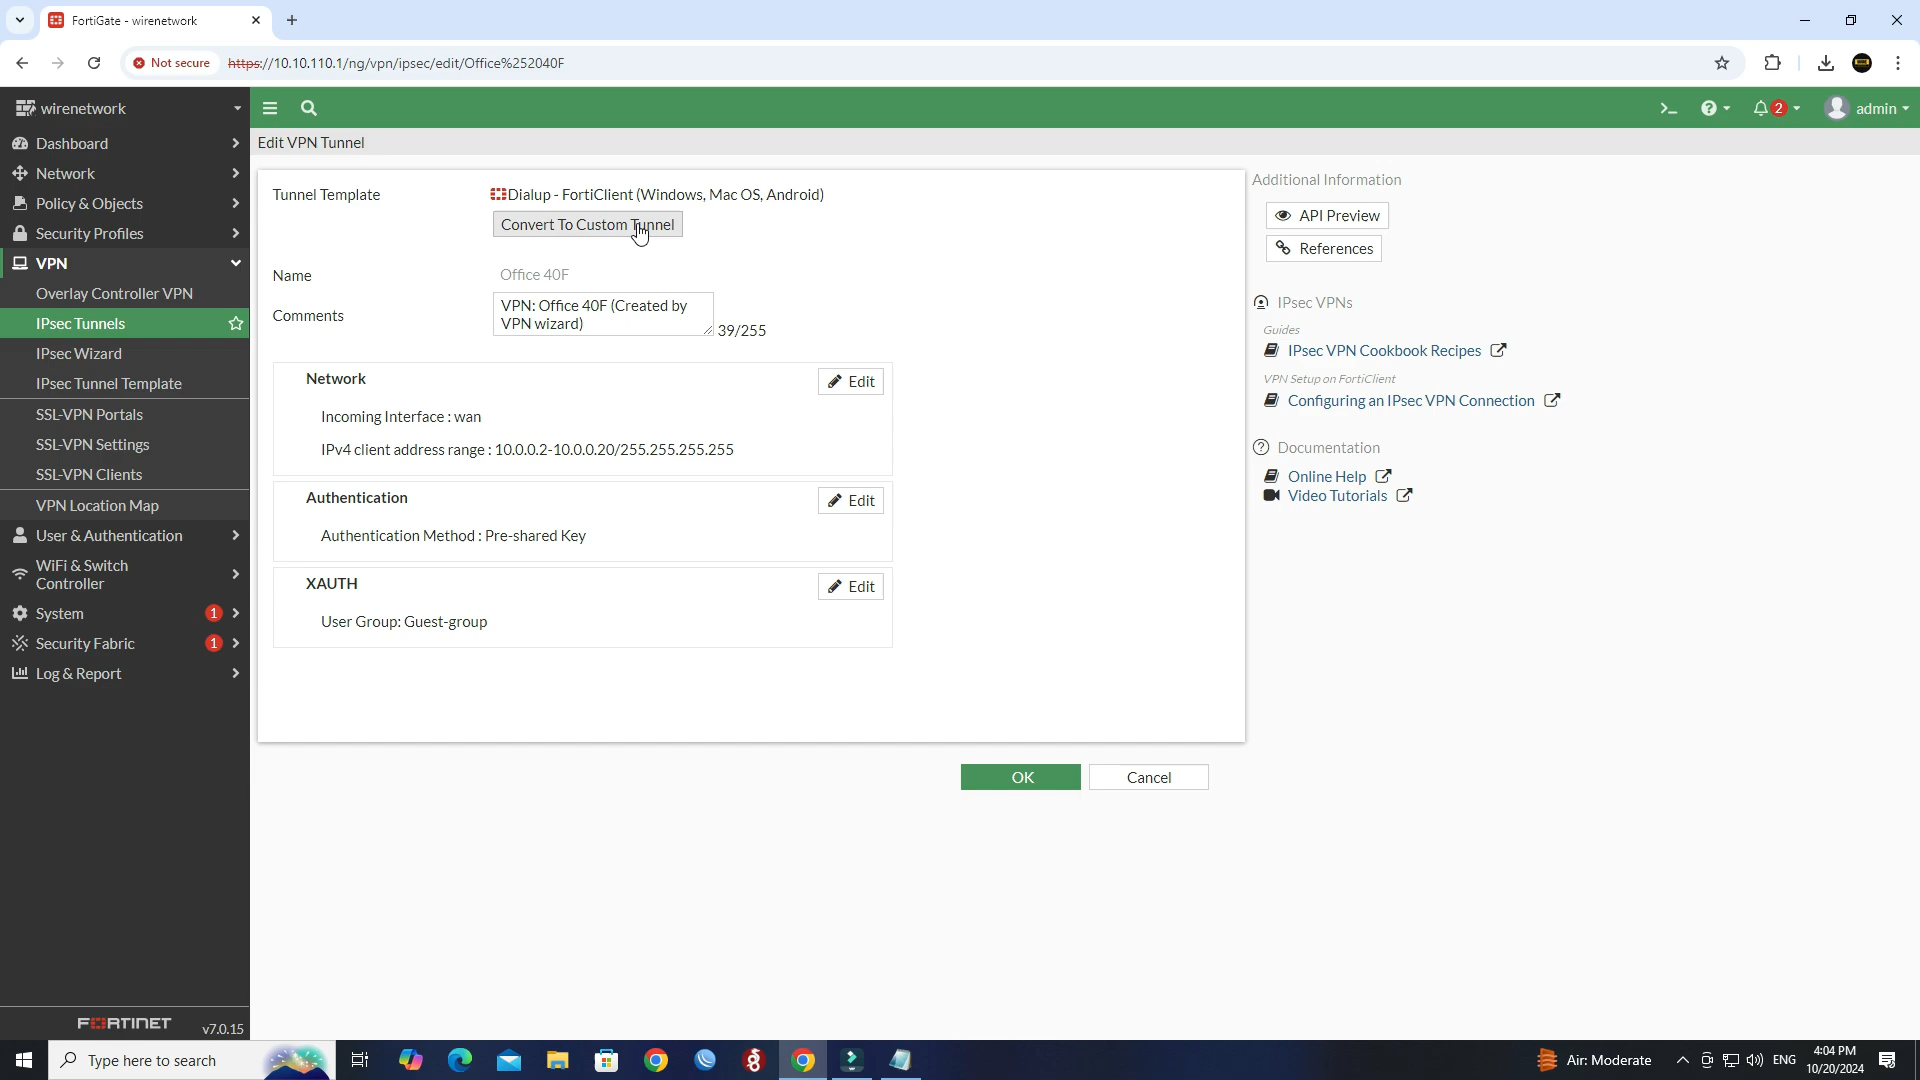 FortiGate - wirenetwork
Not secure
https://10.10.110.1/ng/vpn/ipsec/edit/Office%252040F
wirenetwork
2
admin
Dashboard
Network
Policy & Objects
Security Profiles
VPN
Overlay Controller VPN
IPsec Tunnels
IPsec Wizard
IPsec Tunnel Template
SSL-VPN Portals
SSL-VPN Settings
SSL-VPN Clients
VPN Location Map
User & Authentication
WiFi & Switch
Controller
System 1
Security Fabric 1
Log & Report
FORTINET v7.0.15
Edit VPN Tunnel
Tunnel Template Dialup - FortiClient (Windows, Mac OS, Android)
Convert To Custom Tunnel
Name Office 40F
Comments VPN: Office 40F (Created by
VPN wizard)
39/255
Network Edit
Incoming Interface : wan
IPv4 client address range : 10.0.0.2-10.0.0.20/255.255.255.255
Authentication Edit
Authentication Method : Pre-shared Key
XAUTH Edit
User Group: Guest-group
OK Cancel
Additional Information
API Preview
References
IPsec VPNs
Guides
IPsec VPN Cookbook Recipes
VPN Setup on FortiClient
Configuring an IPsec VPN Connection
Documentation
Online Help
Video Tutorials
Type here to search
Air: Moderate
ENG
4:04 PM
10/20/2024